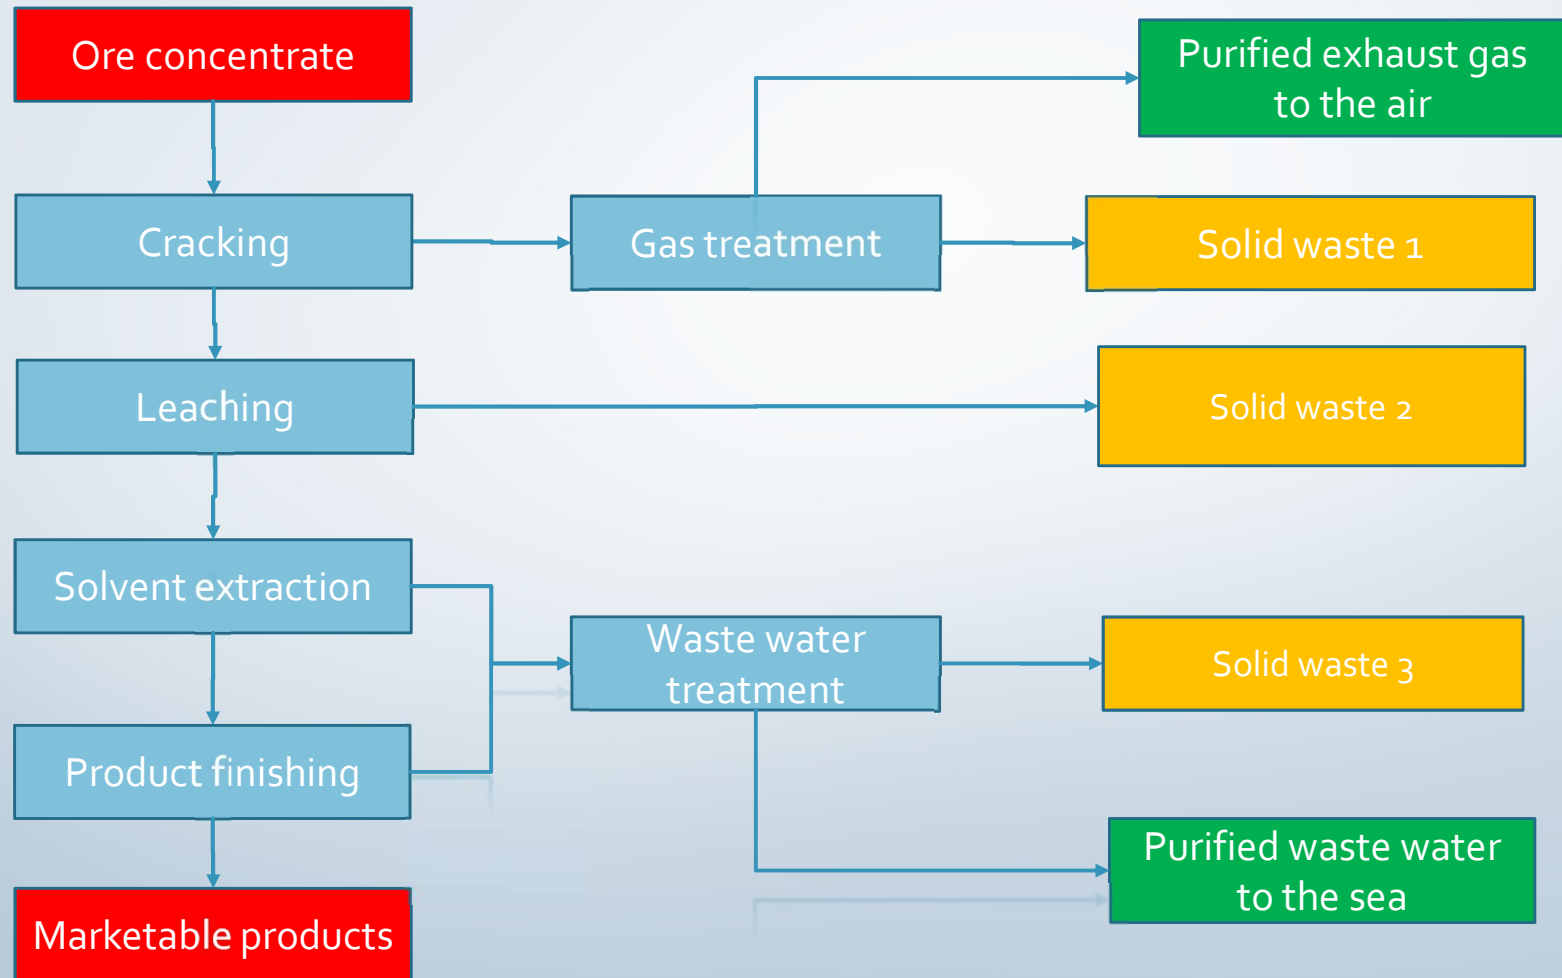 Ore concentrate
Purified exhaust gas
to the air
Cracking
Gas treatment
Solid waste 1
Leaching
Solid waste 2
Solvent extraction
Waste water
treatment
Solid waste 3
Product finishing
Purified waste water
to the sea
Marketable products